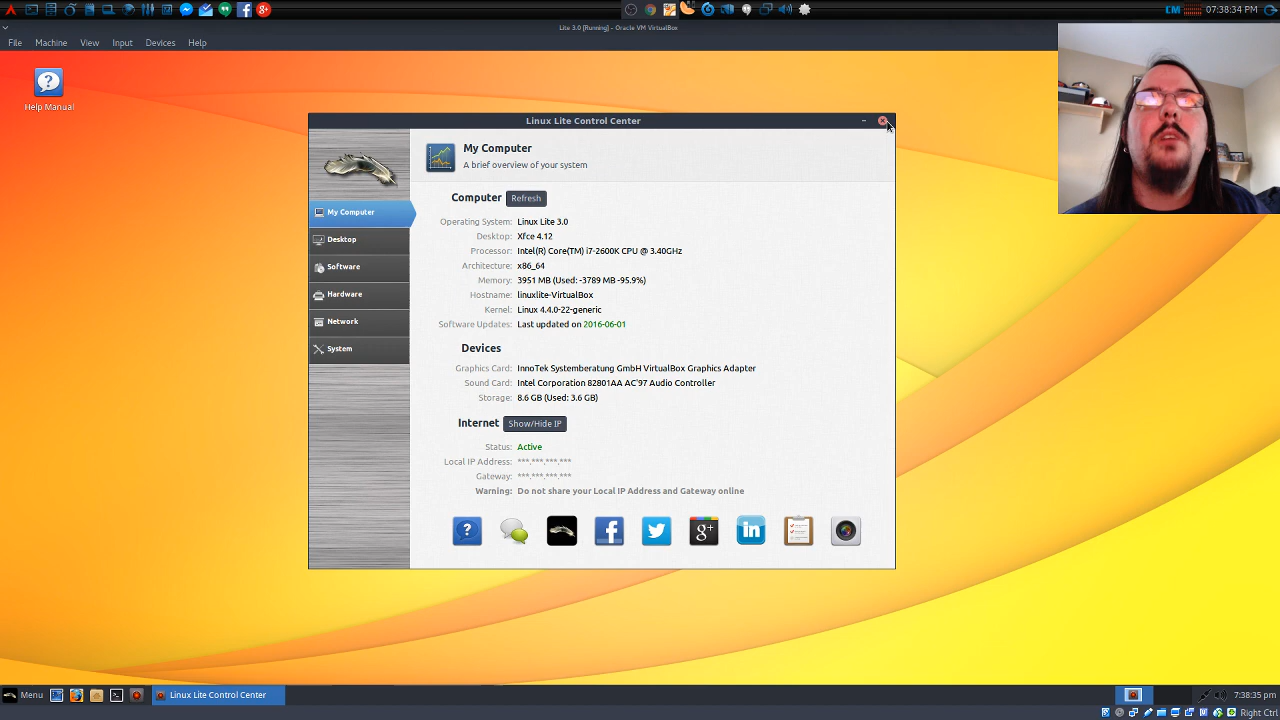 CM 07:38:34 PM
Lite 3.0 [Running] - Oracle VM VirtualBox
File Machine View Input Devices Help
Help Manual
Linux Lite Control Center
My Computer
A brief overview of your system
Computer Refresh
Operating System: Linux Lite 3.0
Desktop: Xfce 4.12
Processor: Intel(R) Core(TM) i7-2600K CPU @ 3.40GHz
Architecture: x86_64
Memory: 3951 MB (Used: -3789 MB -95.9%)
Hostname: linuxlite-VirtualBox
Kernel: Linux 4.4.0-22-generic
Software Updates: Last updated on 2016-06-01
My Computer
Desktop
Software
Hardware
Network
System
Devices
Graphics Card: InnoTek Systemberatung GmbH VirtualBox Graphics Adapter
Sound Card: Intel Corporation 82801AA AC'97 Audio Controller
Storage: 8.6 GB (Used: 3.6 GB)
Internet Show/Hide IP
Status: Active
Local IP Address: ***.***.***.***
Gateway: ***.***.***.***
Warning: Do not share your Local IP Address and Gateway online
Menu Linux Lite Control Center 7:38:35 pm
Right Ctrl